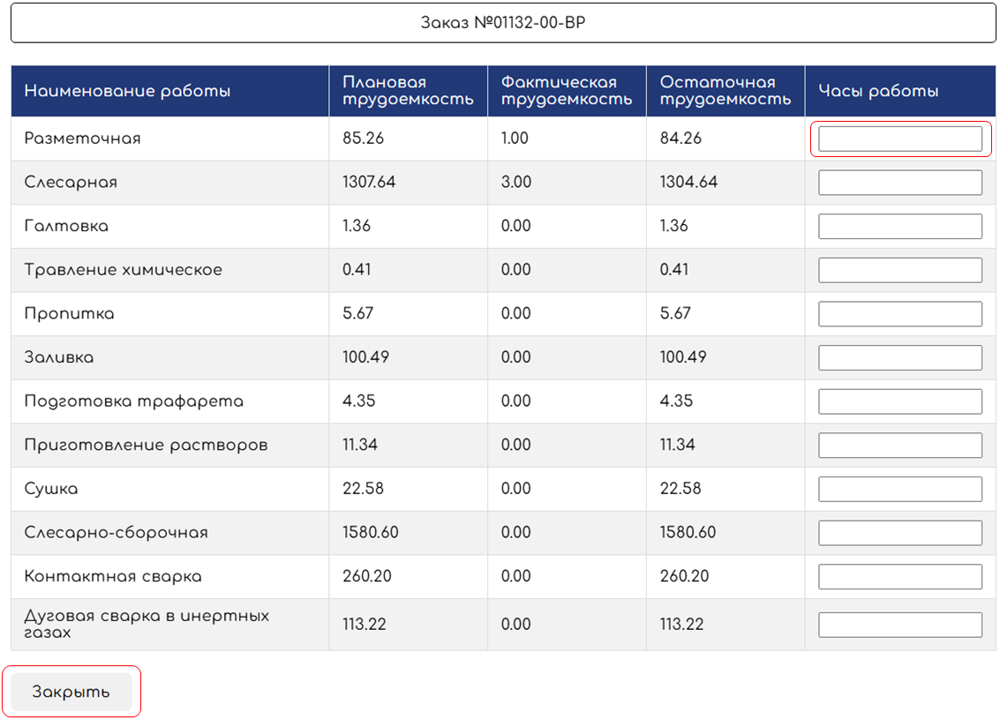 Заказ №01132-00-ВР
Наименование работы Плановая трудоемкость Фактическая трудоемкость Остаточная трудоемкость Часы работы
Разметочная 85.26 1.00 84.26
Слесарная 1307.64 3.00 1304.64
Галтовка 1.36 0.00 1.36
Травление химическое 0.41 0.00 0.41
Пропитка 5.67 0.00 5.67
Заливка 100.49 0.00 100.49
Подготовка трафарета 4.35 0.00 4.35
Приготовление растворов 11.34 0.00 11.34
Сушка 22.58 0.00 22.58
Слесарно-сборочная 1580.60 0.00 1580.60
Контактная сварка 260.20 0.00 260.20
Дуговая сварка в инертных газах 113.22 0.00 113.22
Закрыть